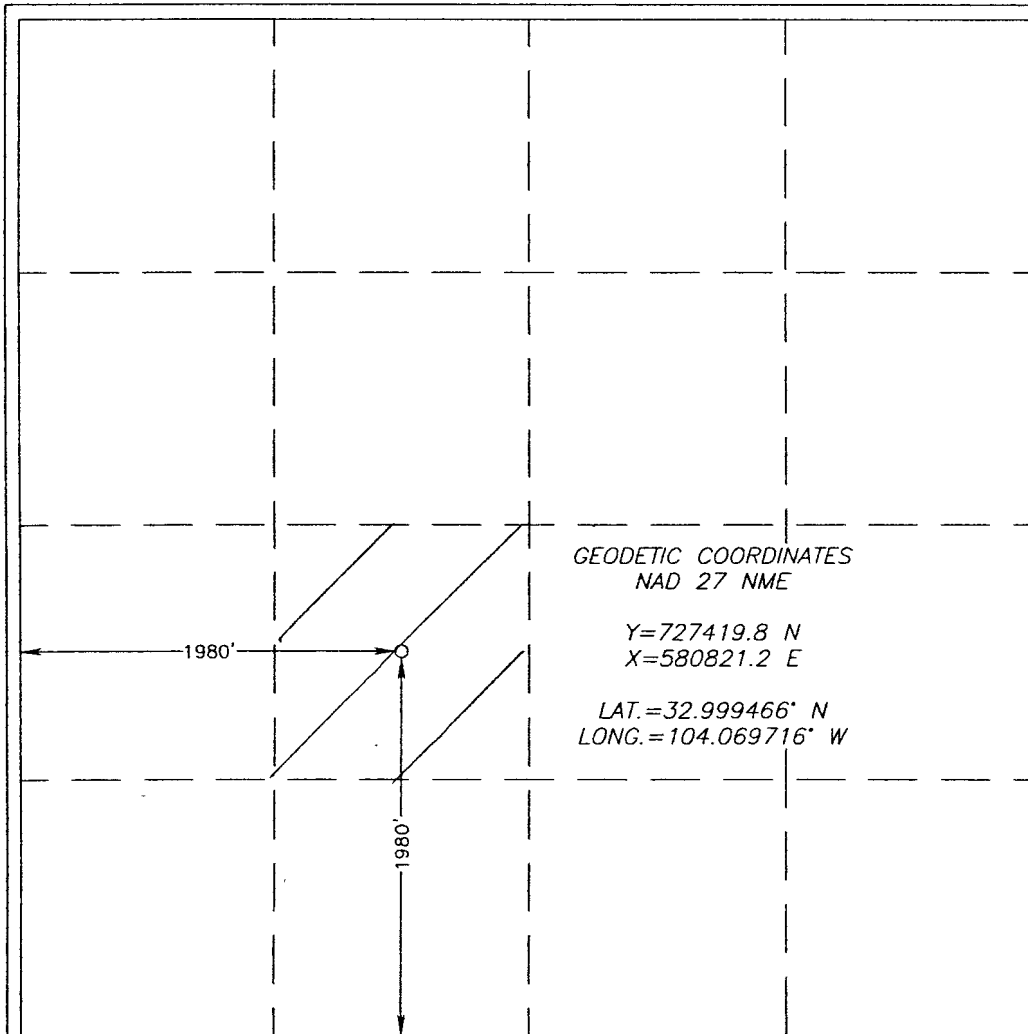 GEODETIC COORDINATES
NAD 27 NME
Y=727419.8 N
X=580821.2 E
LAT.=32.999466° N
LONG.=104.069716° W
1980'
1980'